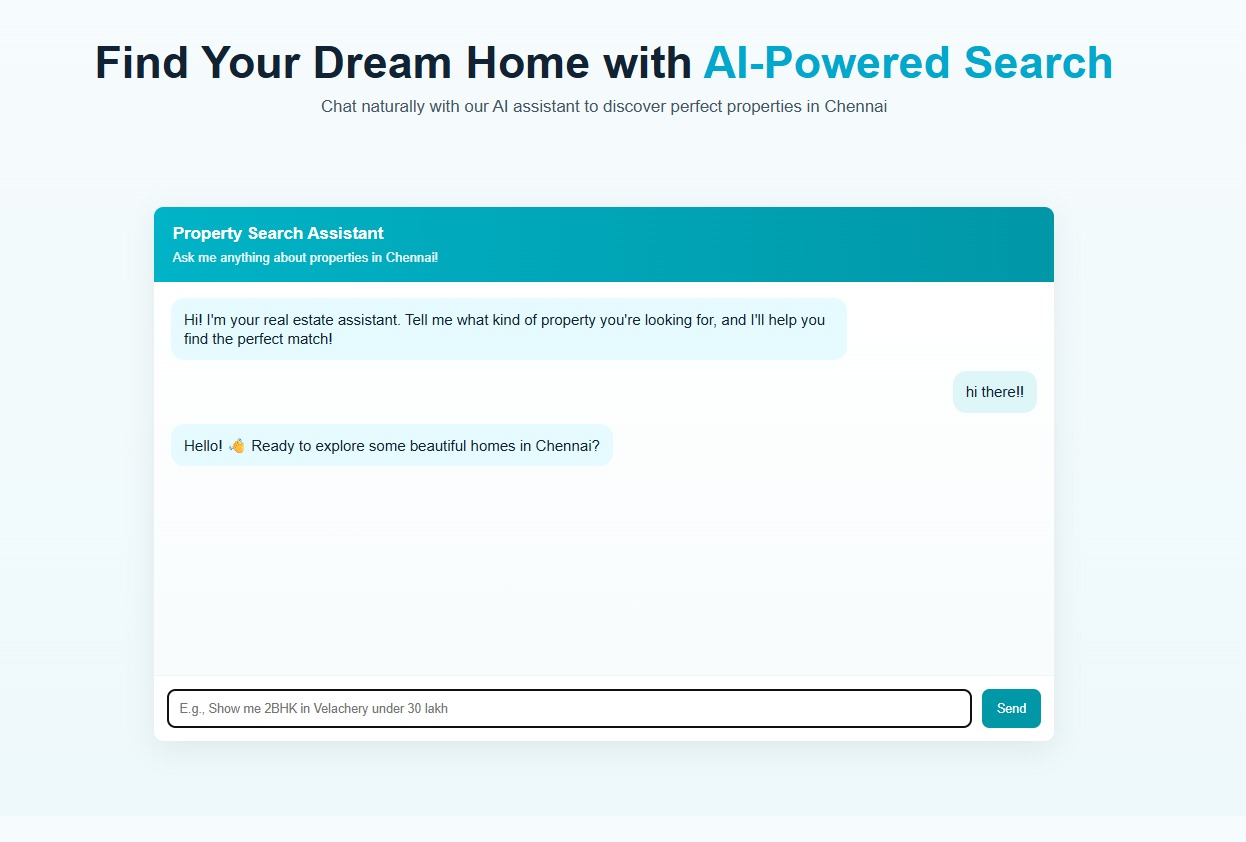 Find Your Dream Home with AI-Powered Search
Chat naturally with our AI assistant to discover perfect properties in Chennai
Property Search Assistant
Ask me anything about properties in Chennai!
Hi! I'm your real estate assistant. Tell me what kind of property you're looking for, and I'll help you
find the perfect match!
hi there!!
Hello! 👋 Ready to explore some beautiful homes in Chennai?
E.g., Show me 2BHK in Velachery under 30 lakh
Send